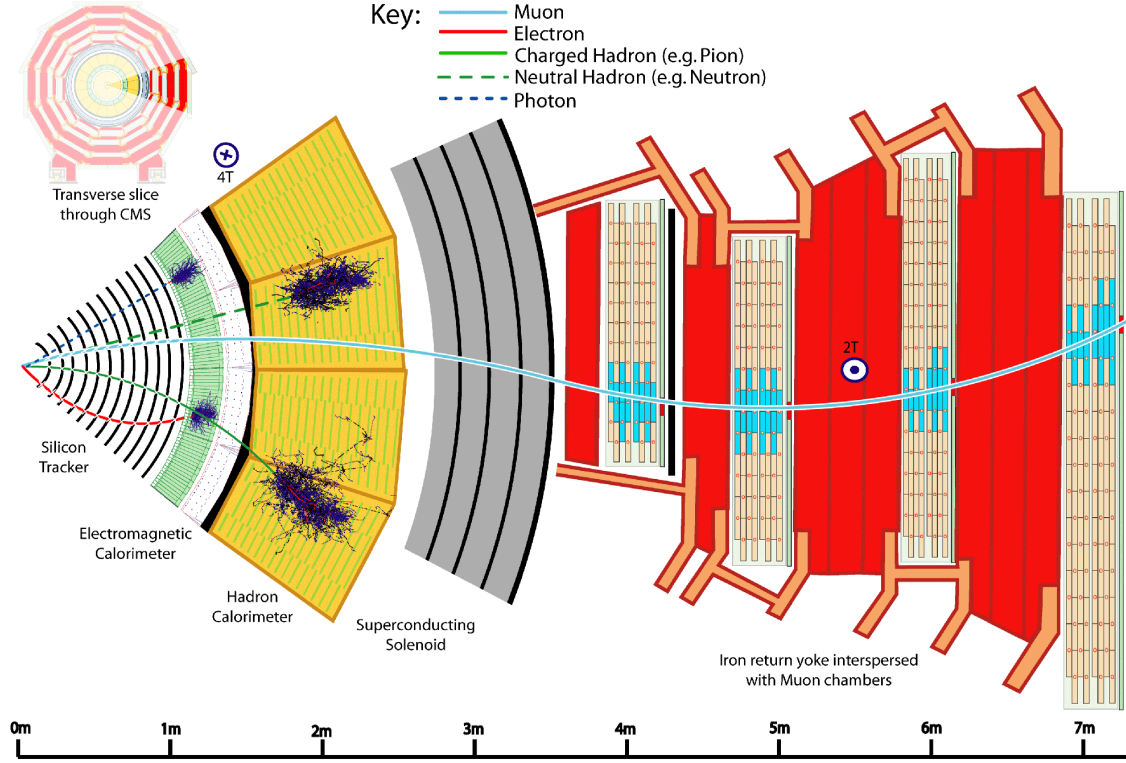 Key:
Muon
Electron
Charged Hadron (e.g. Pion)
Neutral Hadron (e.g. Neutron)
Photon
Transverse slice
through CMS
4T
2T
Silicon
Tracker
Electromagnetic
Calorimeter
Hadron
Calorimeter
Superconducting
Solenoid
Iron return yoke interspersed
with Muon chambers
0m 1m 2m 3m 4m 5m 6m 7m